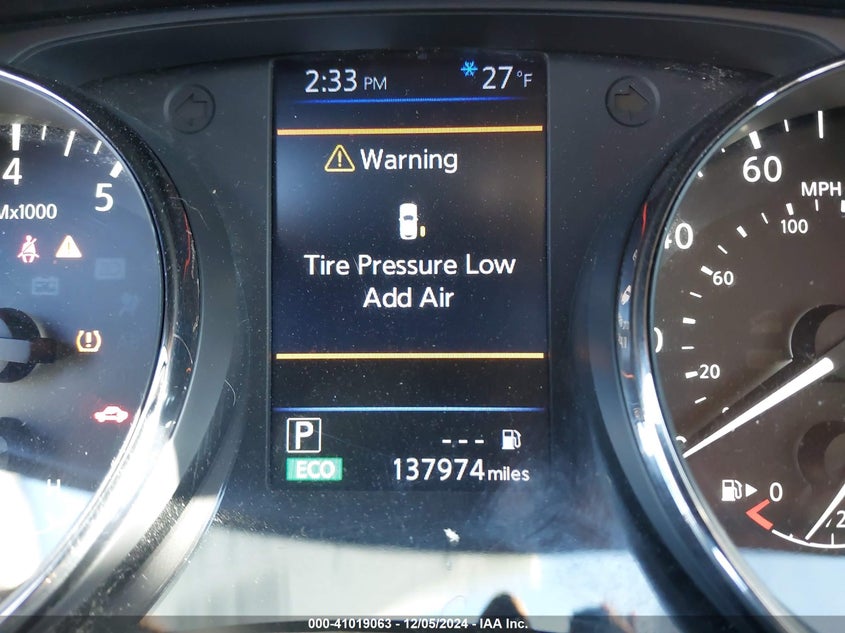 2:33 PM 27°F
4
5
60
Warning
MPH
Mx1000
100
40
Tire Pressure Low
60
Add Air
20
P
---
0
ECO
137974 miles
H
2
000-41019063 - 12/05/2024 - IAA Inc.